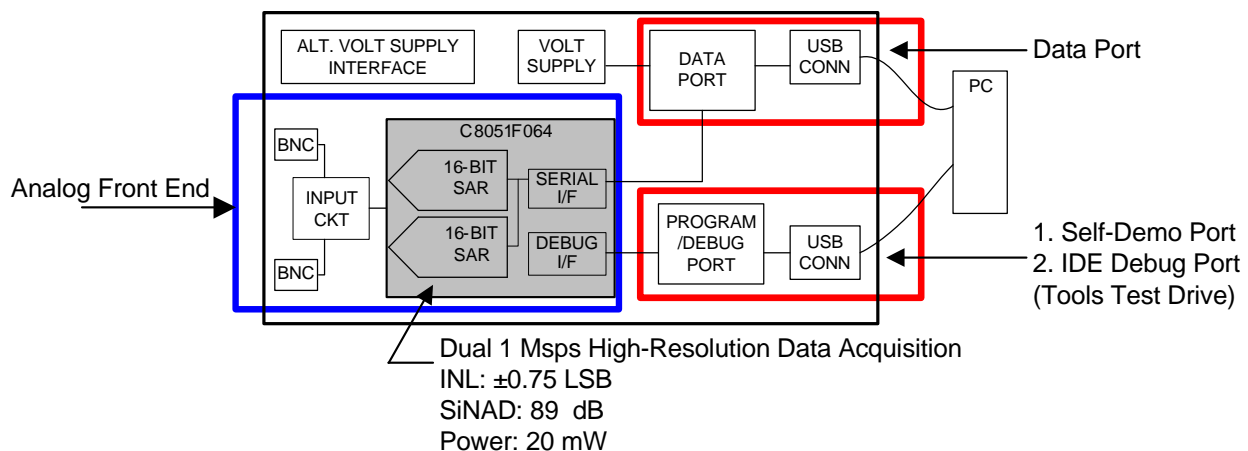 ALT. VOLT SUPPLY
INTERFACE
VOLT
SUPPLY
DATA
PORT
USB
CONN
Data Port
PC
C8051F064
BNC
16-BIT
SAR
SERIAL
I/F
Analog Front End
INPUT
CKT
16-BIT
SAR
DEBUG
I/F
BNC
PROGRAM
/DEBUG
PORT
USB
CONN
1. Self-Demo Port
2. IDE Debug Port
(Tools Test Drive)
Dual 1 Msps High-Resolution Data Acquisition
INL: ±0.75 LSB
SiNAD: 89 dB
Power: 20 mW